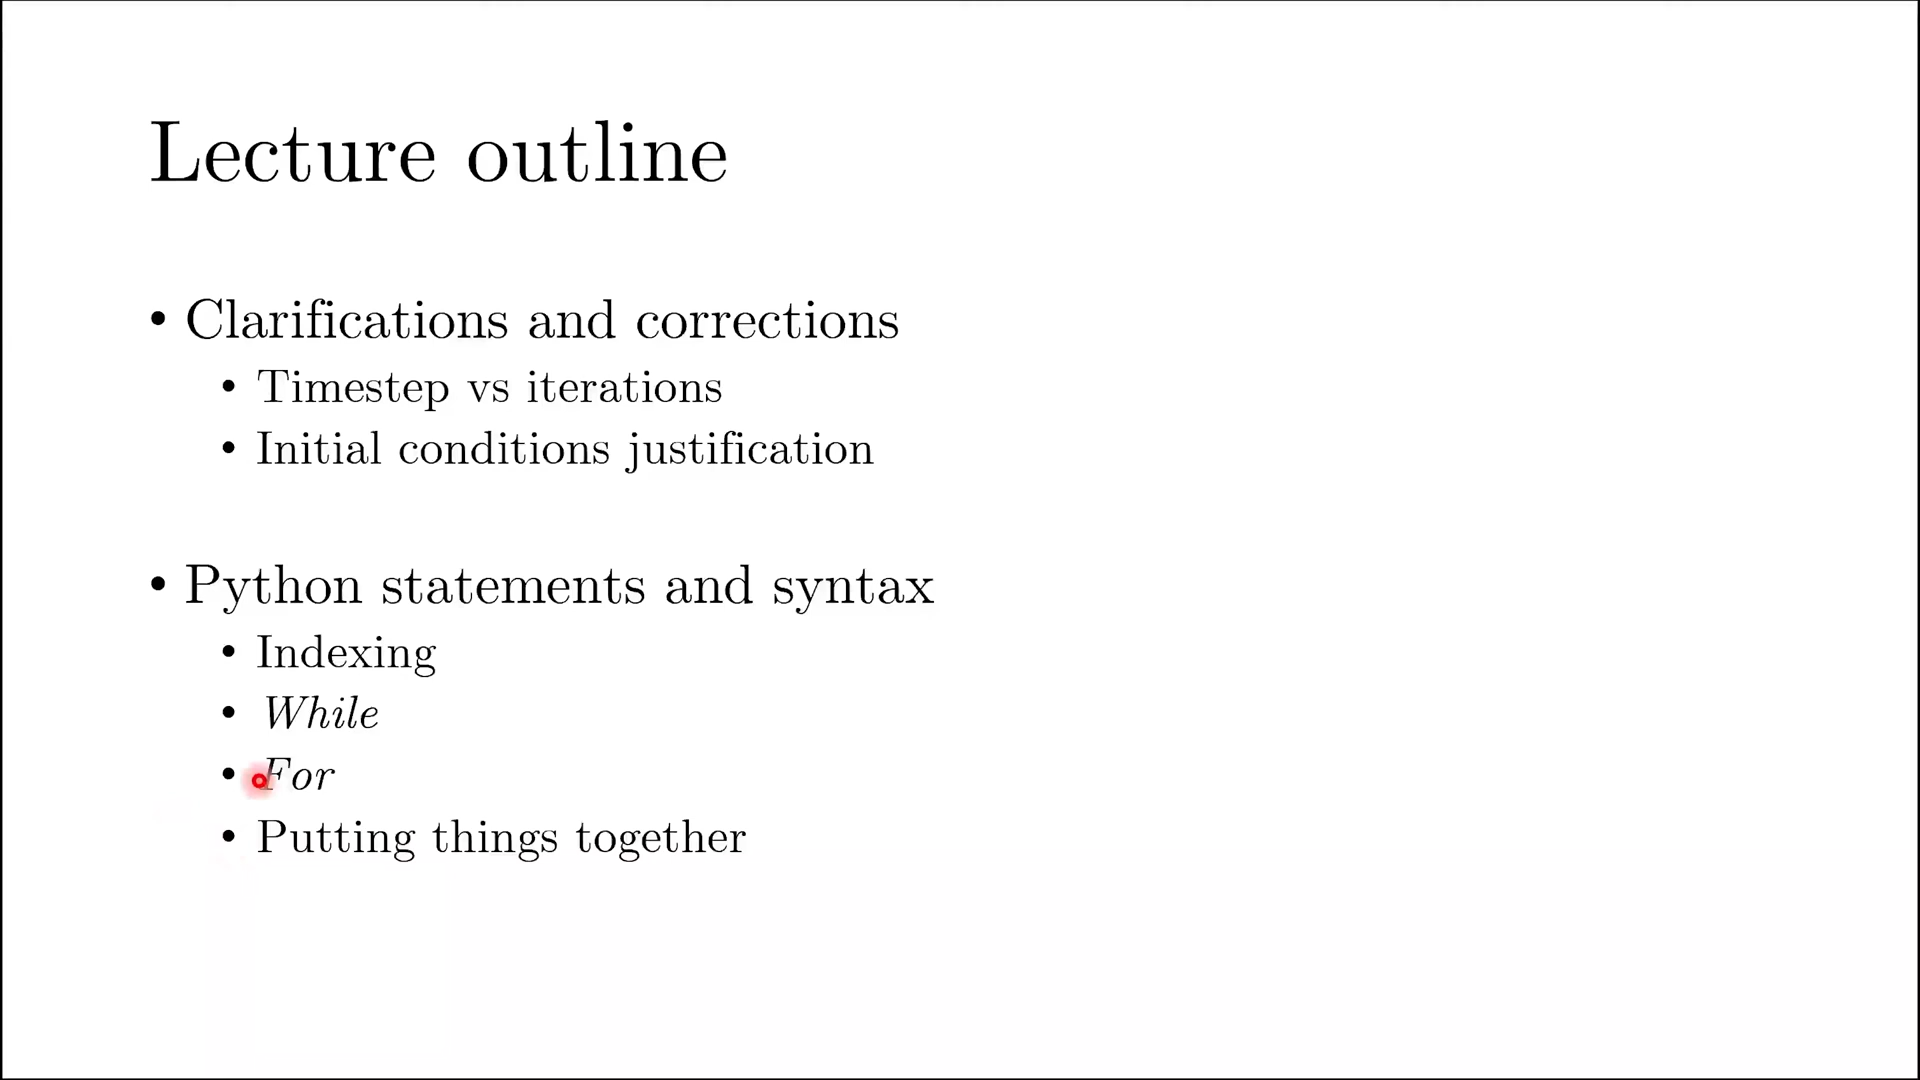 Lecture outline
• Clarifications and corrections
• Timestep vs iterations
• Initial conditions justification
• Python statements and syntax
• Indexing
• While
• For
• Putting things together